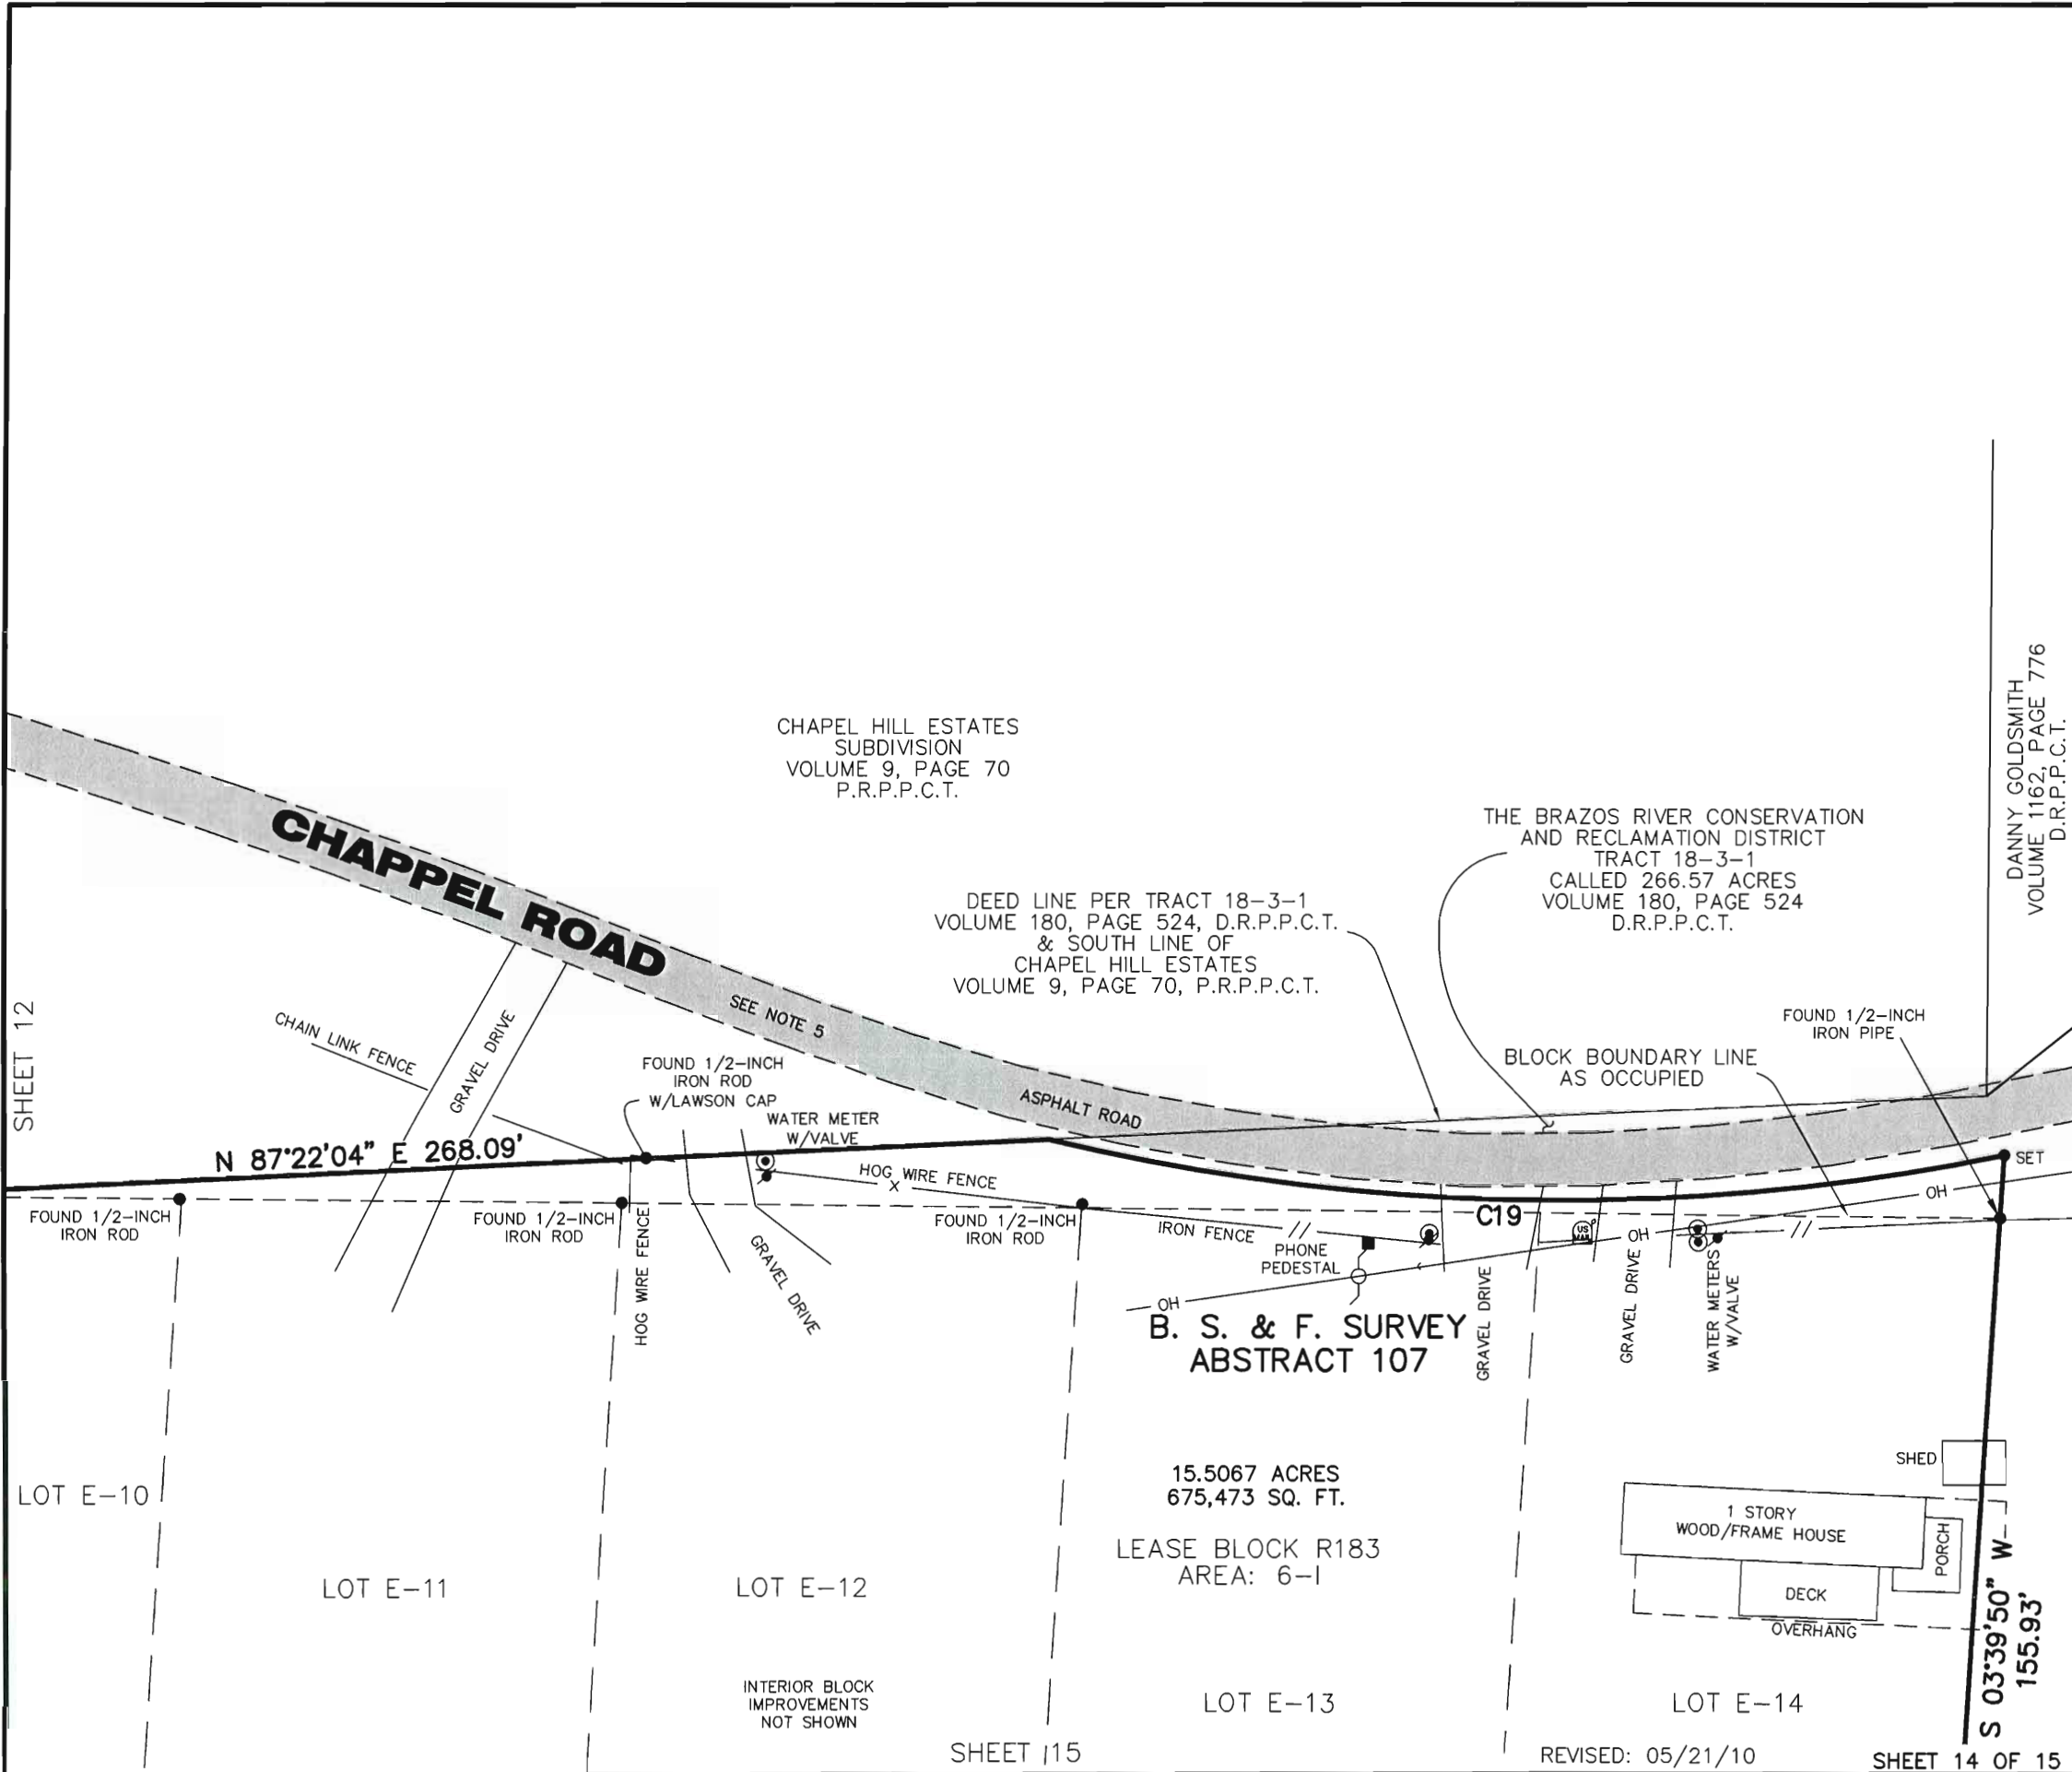 CHAPEL HILL ESTATES
SUBDIVISION
VOLUME 9, PAGE 70
P.R.P.P.C.T.
DANNY GOLDSMITH
VOLUME 1162, PAGE 776
D.R.P.P.C.T.
THE BRAZOS RIVER CONSERVATION
AND RECLAMATION DISTRICT
TRACT 18-3-1
CALLED 266.57 ACRES
VOLUME 180, PAGE 524
D.R.P.P.C.T.
DEED LINE PER TRACT 18-3-1
VOLUME 180, PAGE 524, D.R.P.P.C.T.
& SOUTH LINE OF
CHAPEL HILL ESTATES
VOLUME 9, PAGE 70, P.R.P.P.C.T.
CHAPPEL ROAD
SEE NOTE 5
ASPHALT ROAD
SHEET 12
CHAIN LINK FENCE
GRAVEL DRIVE
FOUND 1/2-INCH
IRON ROD
W/LAWSON CAP
WATER METER
W/VALVE
FOUND 1/2-INCH
IRON PIPE
BLOCK BOUNDARY LINE
AS OCCUPIED
N 87°22'04" E 268.09'
HOG WIRE FENCE
X
SET
OH
FOUND 1/2-INCH
IRON ROD
FOUND 1/2-INCH
IRON ROD
HOG WIRE FENCE
GRAVEL DRIVE
FOUND 1/2-INCH
IRON ROD
IRON FENCE
C19
US
MAIL
OH
PHONE
PEDESTAL
OH
GRAVEL DRIVE
GRAVEL DRIVE
WATER METERS
W/VALVE
B. S. & F. SURVEY
ABSTRACT 107
15.5067 ACRES
675,473 SQ. FT.
LEASE BLOCK R183
AREA: 6-I
SHED
1 STORY
WOOD/FRAME HOUSE
PORCH
DECK
OVERHANG
S 03°39'50" W
155.93'
LOT E-10
LOT E-11
LOT E-12
LOT E-13
LOT E-14
INTERIOR BLOCK
IMPROVEMENTS
NOT SHOWN
SHEET 15
REVISED: 05/21/10
SHEET 14 OF 15